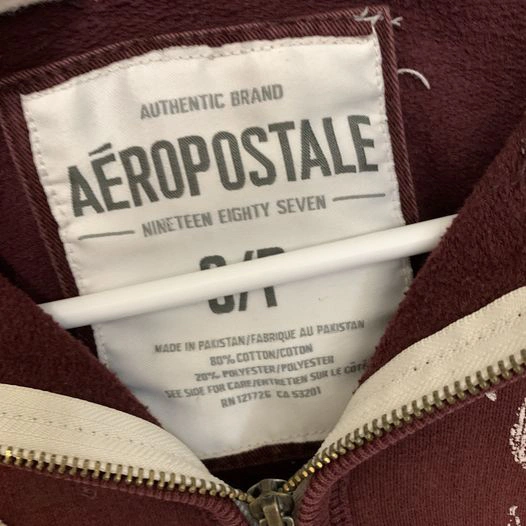 AUTHENTIC BRAND
AÉROPOSTALE
NINETEEN EIGHTY SEVEN
S/P
MADE IN PAKISTAN/FABRIQUE AU PAKISTAN
80% COTTON/COTON
20% POLYESTER/POLYESTER
SEE SIDE FOR CARE/ENTRETIEN SUR LE CÔTÉ
RN 121726 CA 53201